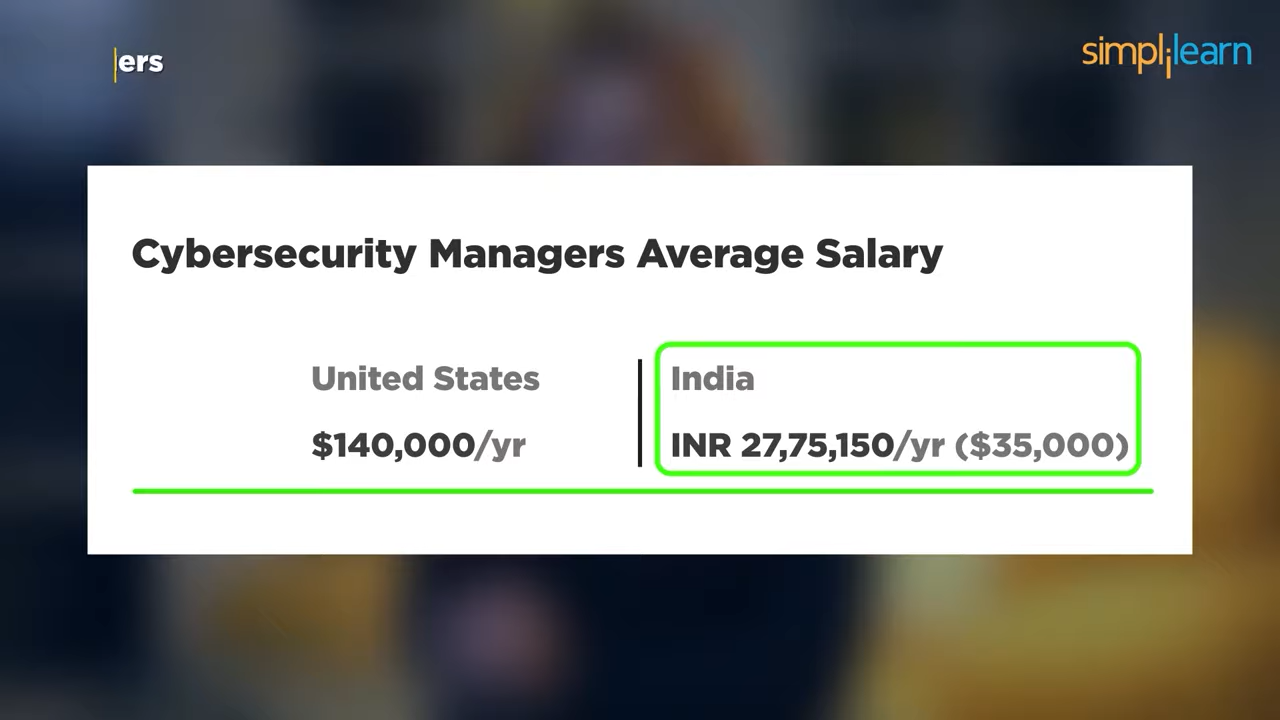 ers
simplilearn
Cybersecurity Managers Average Salary
United States
India
$140,000/yr
INR 27,75,150/yr ($35,000)